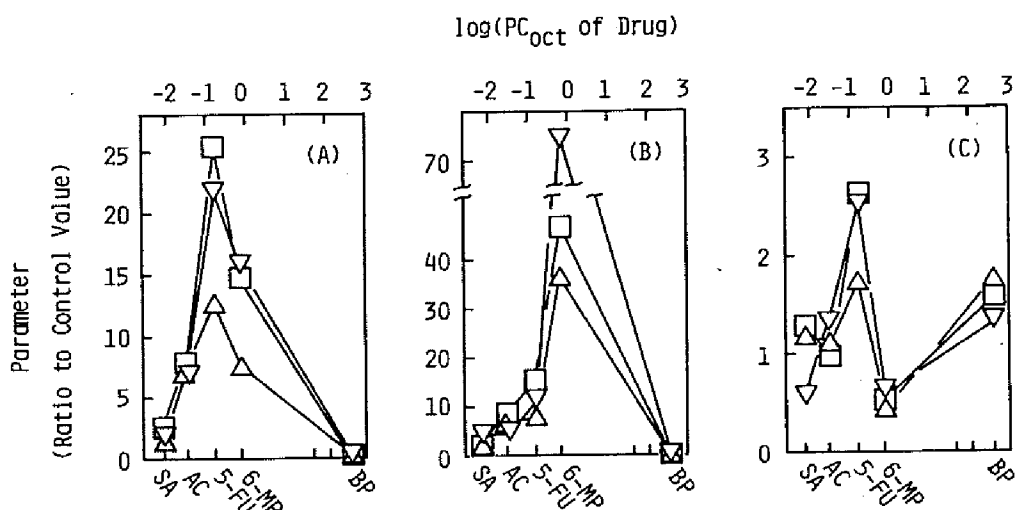 log(PCoct of Drug)
-2 -1 0 1 2 3
-2 -1 0 1 2 3
-2 -1 0 1 2 3
(A)
(B)
(C)
Parameter
(Ratio to Control Value)
25
20
15
10
5
0
70
40
30
20
10
0
3
2
1
0
SA AC 5-FU 6-MP BP
SA AC 5-FU 6-MP BP
SA AC 5-FU 6-MP BP